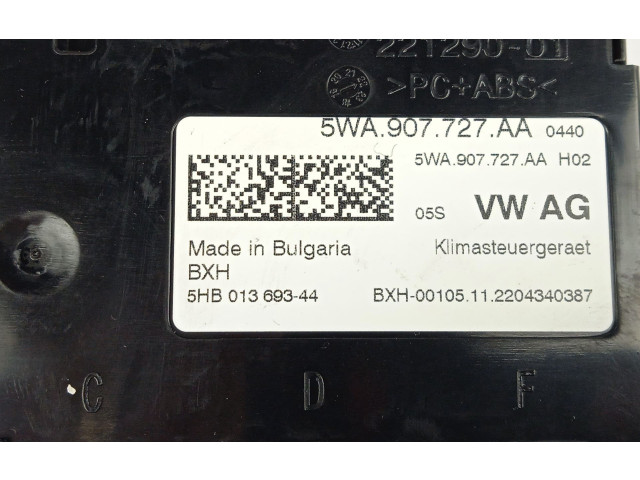 221290-01
>PC+ABS<
5WA.907.727.AA 0440
5WA.907.727.AA H02
05S VW AG
Made in Bulgaria Klimasteuergeraet
BXH
5HB 013 693-44 BXH-00105.11.2204340387
C D F